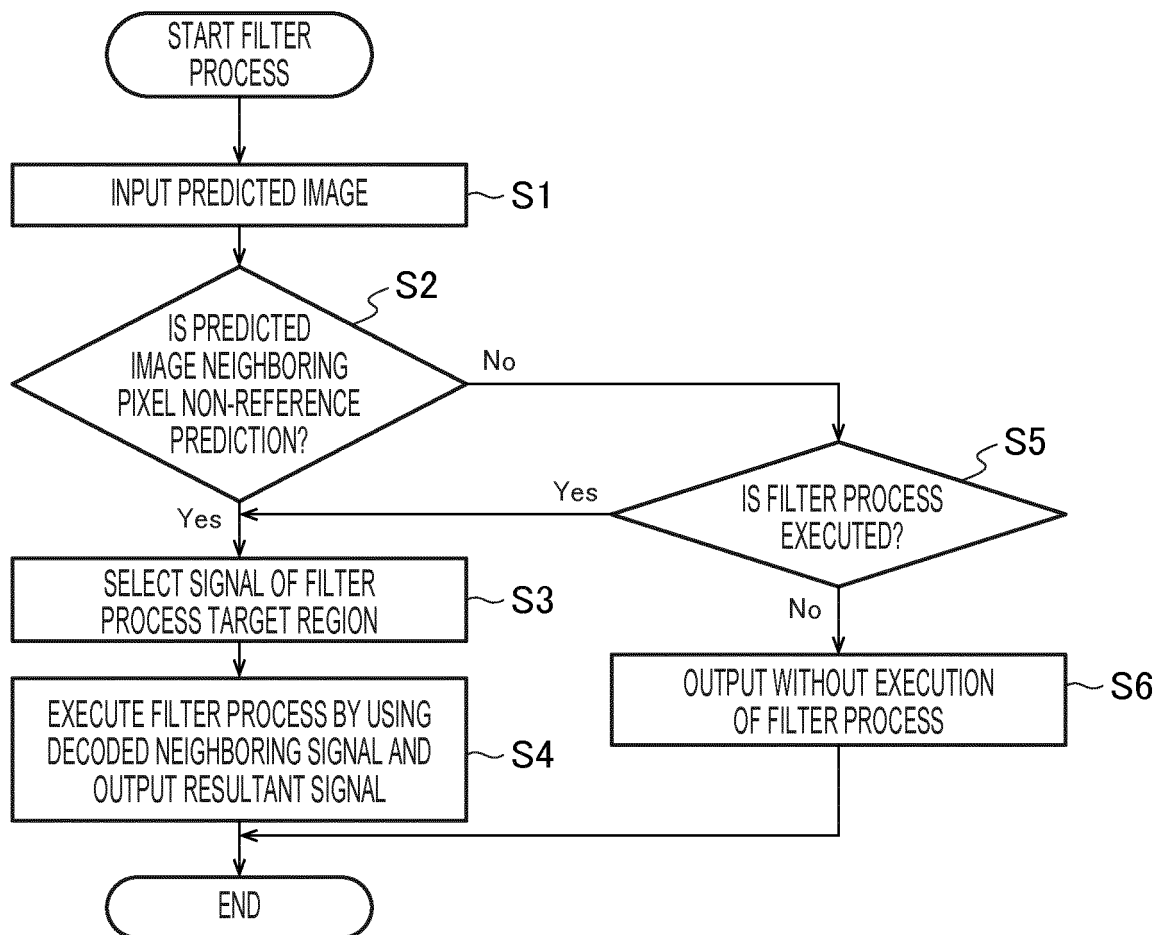 START FILTER
PROCESS
INPUT PREDICTED IMAGE
S1
IS PREDICTED
IMAGE NEIGHBORING
PIXEL NON-REFERENCE
PREDICTION?
S2
No
Yes
IS FILTER PROCESS
EXECUTED?
S5
Yes
No
SELECT SIGNAL OF FILTER
PROCESS TARGET REGION
S3
EXECUTE FILTER PROCESS BY USING
DECODED NEIGHBORING SIGNAL AND
OUTPUT RESULTANT SIGNAL
S4
OUTPUT WITHOUT EXECUTION
OF FILTER PROCESS
S6
END